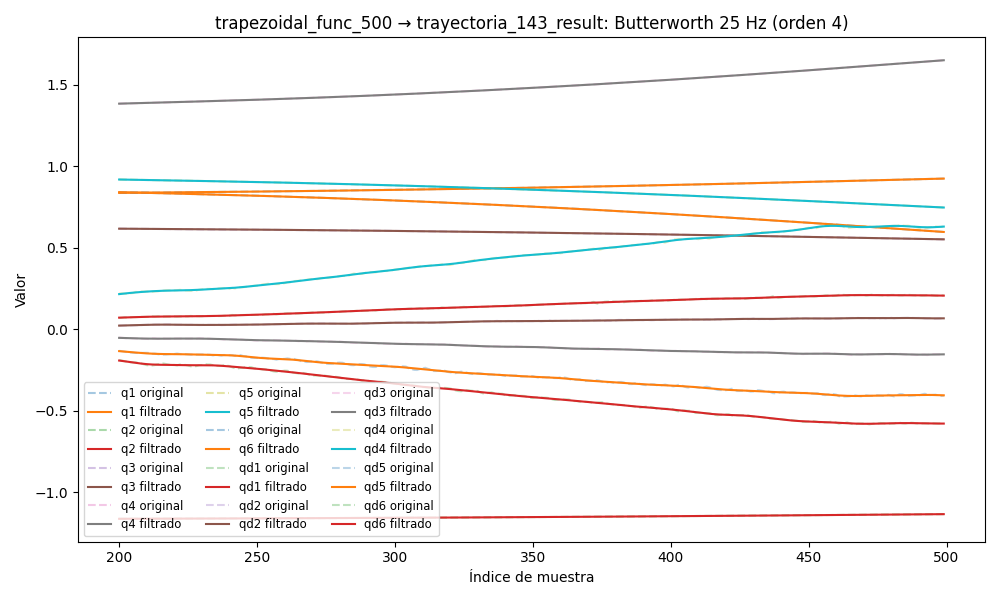 trapezoidal_func_500 → trayectoria_143_result: Butterworth 25 Hz (orden 4)
Valor
1.5
1.0
0.5
0.0
−0.5
−1.0
q1 original
q1 filtrado
q2 original
q2 filtrado
q3 original
q3 filtrado
q4 original
q4 filtrado
q5 original
q5 filtrado
q6 original
q6 filtrado
qd1 original
qd1 filtrado
qd2 original
qd2 filtrado
qd3 original
qd3 filtrado
qd4 original
qd4 filtrado
qd5 original
qd5 filtrado
qd6 original
qd6 filtrado
200 250 300 350 400 450 500
Índice de muestra